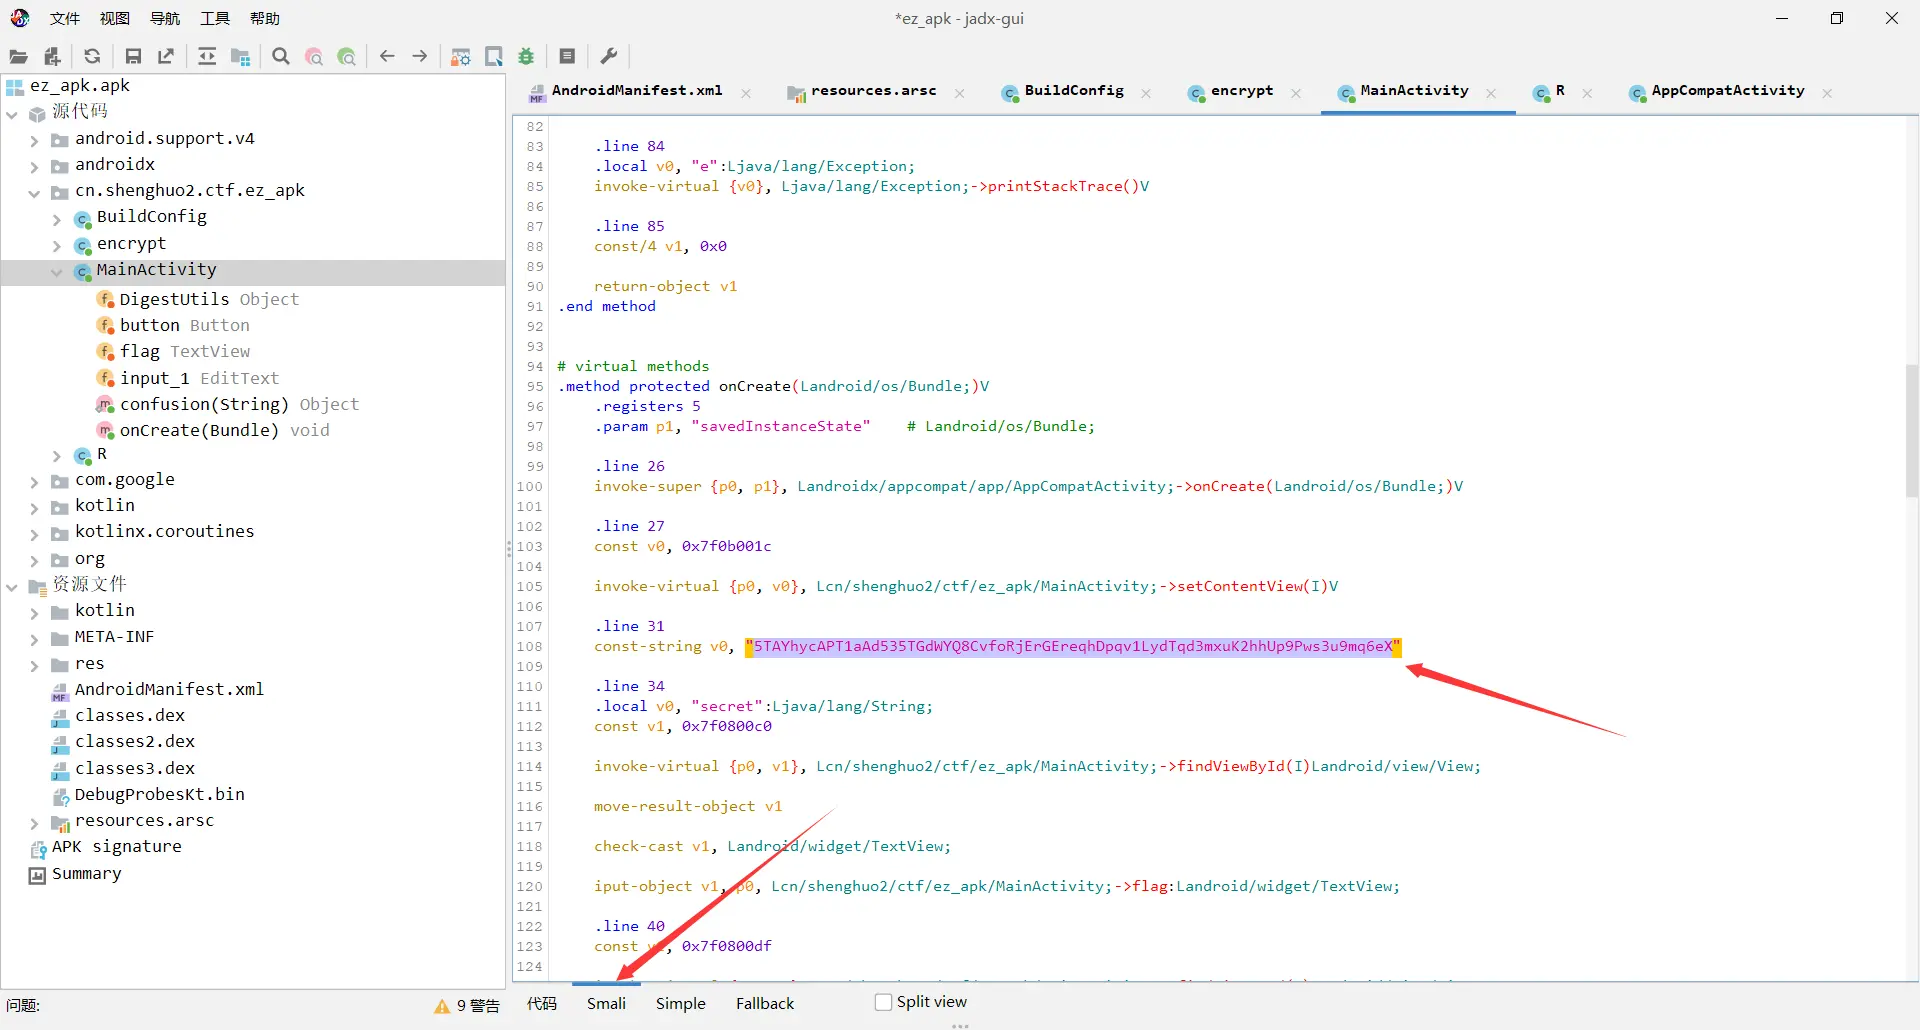 文件 视图 导航 工具 帮助
*ez_apk - jadx-gui
ez_apk.apk
源代码
android.support.v4
androidx
cn.shenghuo2.ctf.ez_apk
BuildConfig
encrypt
MainActivity
DigestUtils Object
button Button
flag TextView
input_1 EditText
confusion(String) Object
onCreate(Bundle) void
R
com.google
kotlin
kotlinx.coroutines
org
资源文件
kotlin
META-INF
res
AndroidManifest.xml
classes.dex
classes2.dex
classes3.dex
DebugProbesKt.bin
resources.arsc
APK signature
Summary
问题:
9 警告
AndroidManifest.xml resources.arsc BuildConfig encrypt MainActivity R AppCompatActivity
82
83 .line 84
84 .local v0, "e":Ljava/lang/Exception;
85 invoke-virtual {v0}, Ljava/lang/Exception;->printStackTrace()V
86
87 .line 85
88 const/4 v1, 0x0
89
90 return-object v1
91 .end method
92
93
94 # virtual methods
95 .method protected onCreate(Landroid/os/Bundle;)V
96 .registers 5
97 .param p1, "savedInstanceState" # Landroid/os/Bundle;
98
99 .line 26
100 invoke-super {p0, p1}, Landroidx/appcompat/app/AppCompatActivity;->onCreate(Landroid/os/Bundle;)V
101
102 .line 27
103 const v0, 0x7f0b001c
104
105 invoke-virtual {p0, v0}, Lcn/shenghuo2/ctf/ez_apk/MainActivity;->setContentView(I)V
106
107 .line 31
108 const-string v0, "5TAYhycAPT1aAd535TGdWYQ8CvfoRjErGEreqhDpqv1LydTqd3mxuK2hhUp9Pws3u9mq6eX"
109
110 .line 34
111 .local v0, "secret":Ljava/lang/String;
112 const v1, 0x7f0800c0
113
114 invoke-virtual {p0, v1}, Lcn/shenghuo2/ctf/ez_apk/MainActivity;->findViewById(I)Landroid/view/View;
115
116 move-result-object v1
117
118 check-cast v1, Landroid/widget/TextView;
119
120 iput-object v1, p0, Lcn/shenghuo2/ctf/ez_apk/MainActivity;->flag:Landroid/widget/TextView;
121
122 .line 40
123 const , 0x7f0800df
124
代码 Smali Simple Fallback Split view